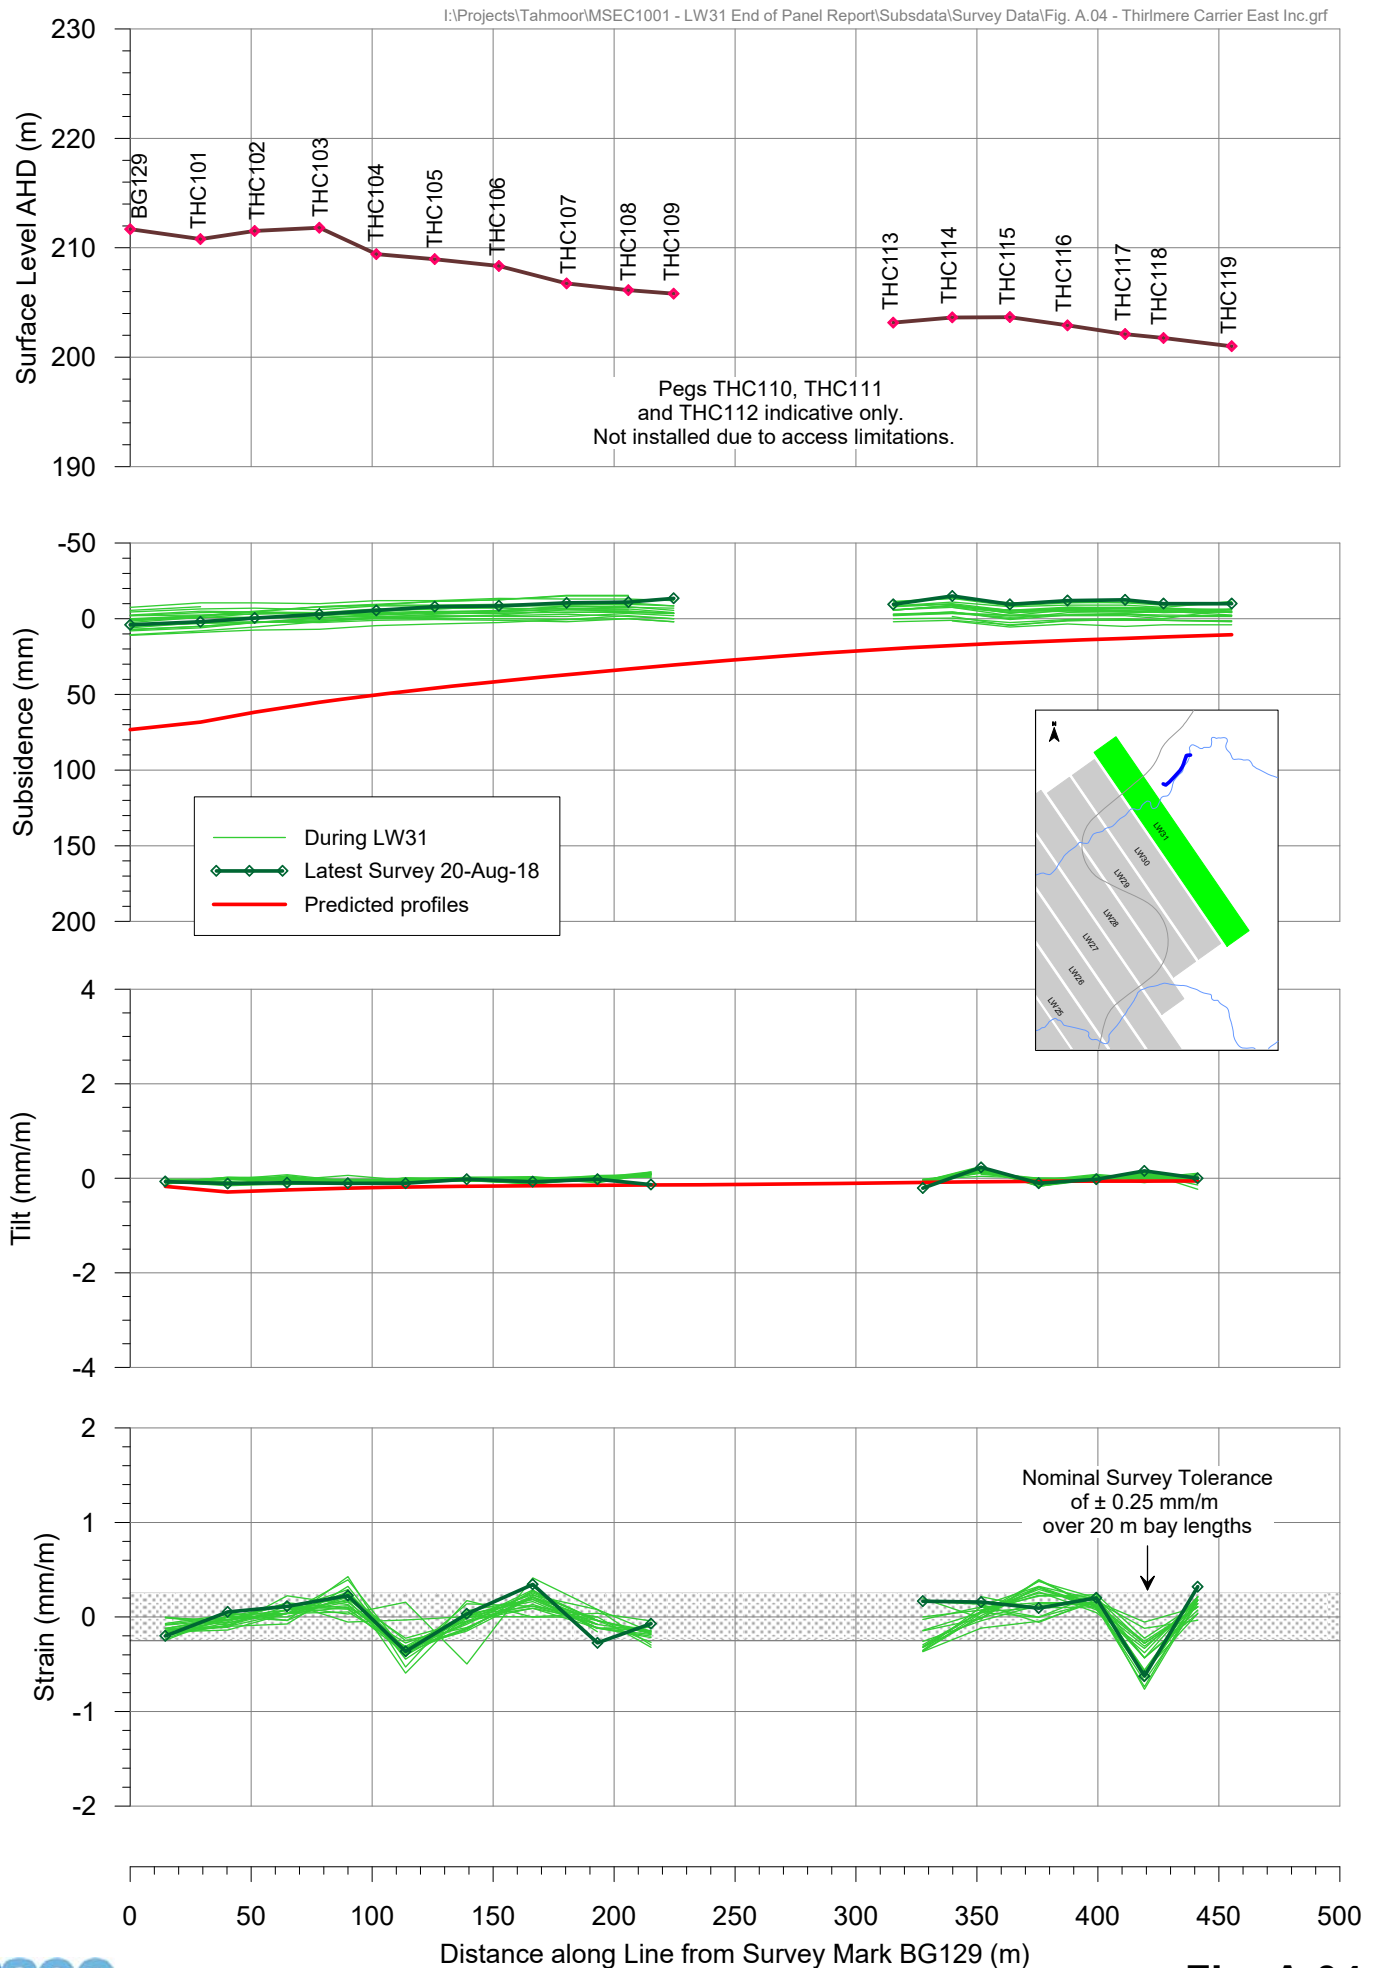 I:\Projects\Tahmoor\MSEC1001 - LW31 End of Panel Report\Subsdata\Survey Data\Fig. A.04 - Thirlmere Carrier East Inc.grf
230
220
210
200
190
Surface Level AHD (m)
BG129
THC101
THC102
THC103
THC104
THC105
THC106
THC107
THC108
THC109
THC113
THC114
THC115
THC116
THC117
THC118
THC119
Pegs THC110, THC111
and THC112 indicative only.
Not installed due to access limitations.
-50
0
50
100
150
200
Subsidence (mm)
During LW31
Latest Survey 20-Aug-18
Predicted profiles
N
LW31
LW30
LW29
LW28
LW27
LW26
LW25
4
2
0
-2
-4
Tilt (mm/m)
2
1
0
-1
-2
Strain (mm/m)
Nominal Survey Tolerance
of ± 0.25 mm/m
over 20 m bay lengths
0 50 100 150 200 250 300 350 400 450 500
Distance along Line from Survey Mark BG129 (m)